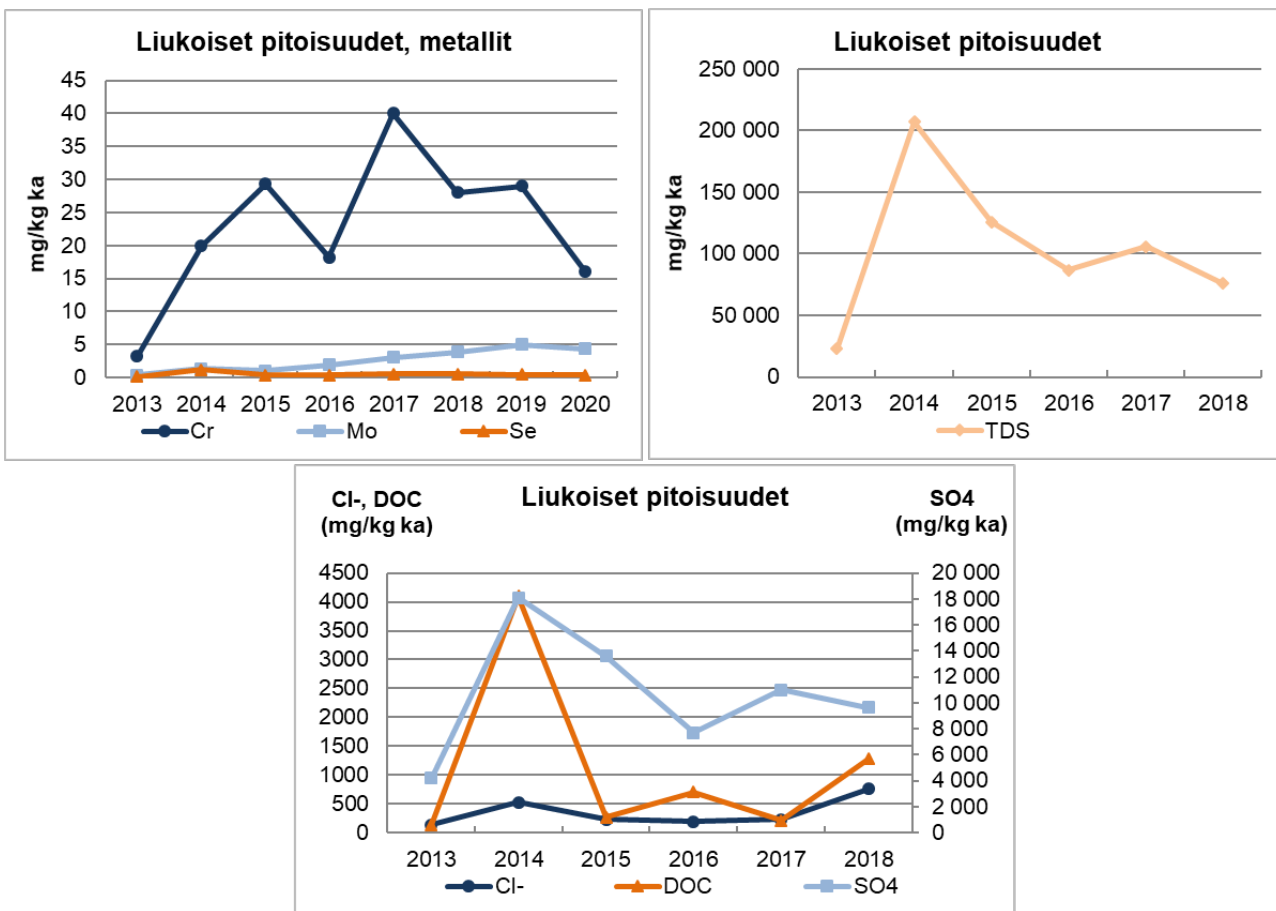 Liukoiset pitoisuudet, metallit
mg/kg ka
45
40
35
30
25
20
15
10
5
0
2013 2014 2015 2016 2017 2018 2019 2020
Cr Mo Se
Liukoiset pitoisuudet
mg/kg ka
250 000
200 000
150 000
100 000
50 000
0
2013 2014 2015 2016 2017 2018
TDS
Cl-, DOC
(mg/kg ka)
Liukoiset pitoisuudet
SO4
(mg/kg ka)
4500
4000
3500
3000
2500
2000
1500
1000
500
0
20 000
18 000
16 000
14 000
12 000
10 000
8 000
6 000
4 000
2 000
0
2013 2014 2015 2016 2017 2018
Cl- DOC SO4